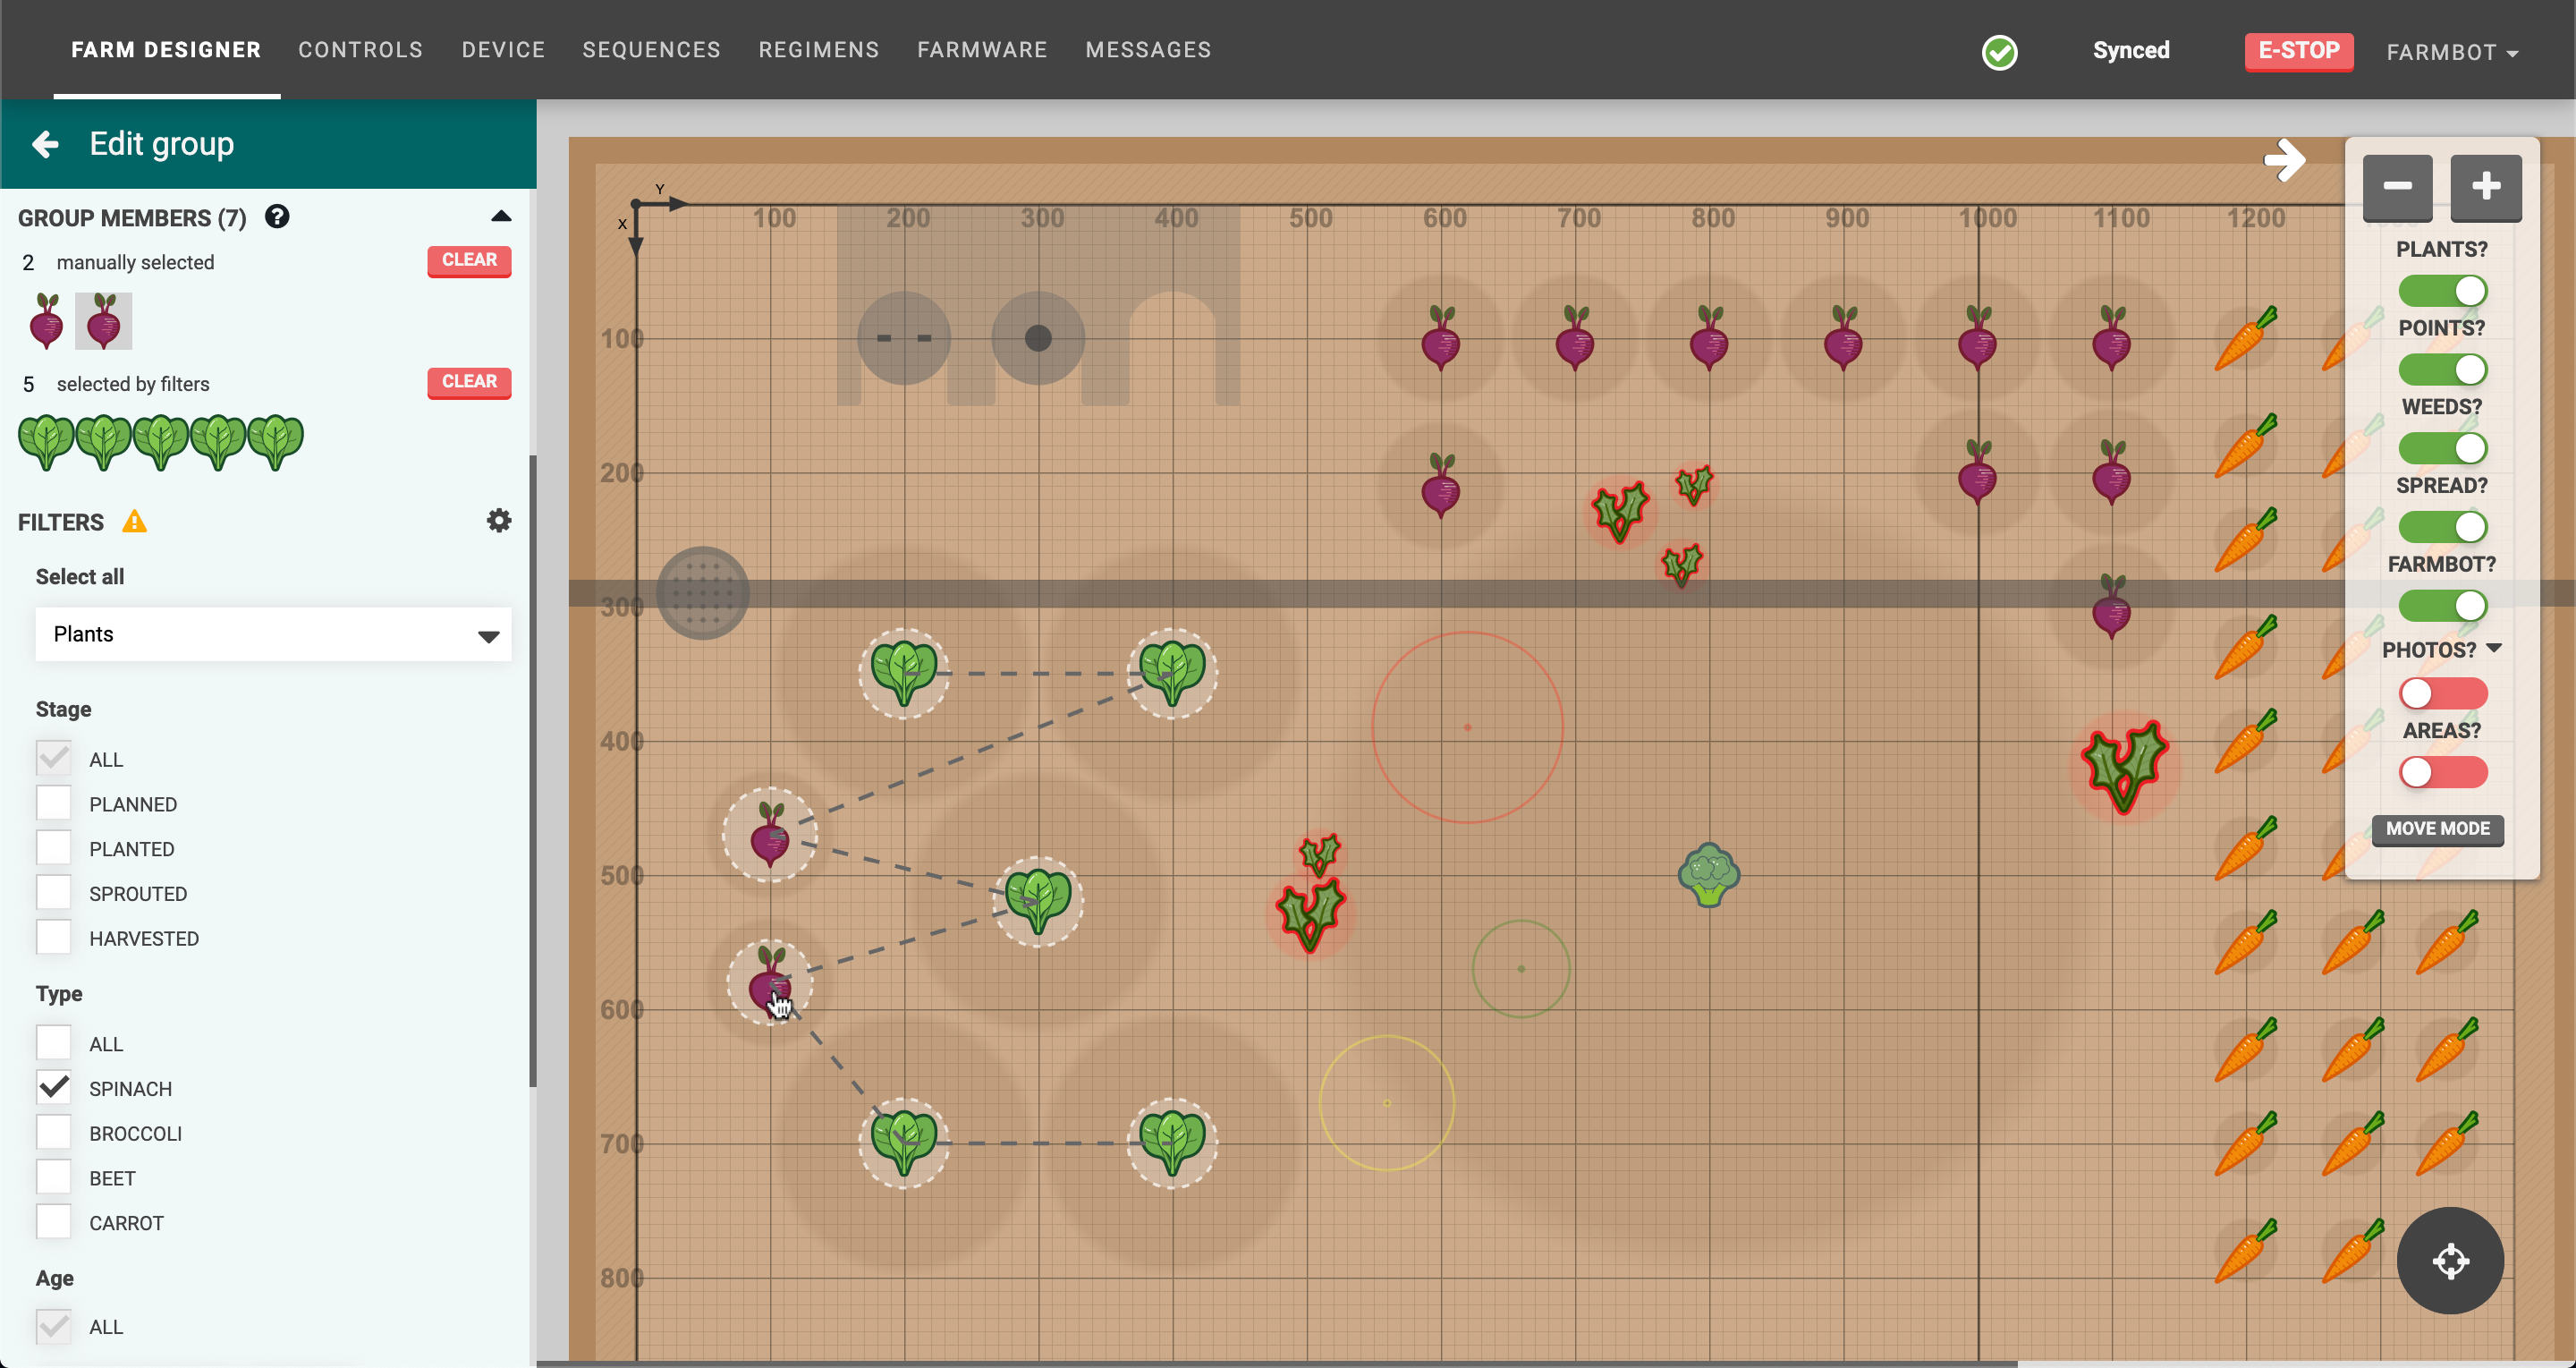 FARM DESIGNER CONTROLS DEVICE SEQUENCES REGIMENS FARMWARE MESSAGES Synced E-STOP FARMBOT
Edit group
GROUP MEMBERS (7)
2 manually selected CLEAR
5 selected by filters CLEAR
FILTERS
Select all
Plants
Stage
ALL
PLANNED
PLANTED
SPROUTED
HARVESTED
Type
ALL
SPINACH
BROCCOLI
BEET
CARROT
Age
ALL
Y
X
100 200 300 400 500 600 700 800 900 1000 1100 1200
100
200
300
400
500
600
700
800
PLANTS?
POINTS?
WEEDS?
SPREAD?
FARMBOT?
PHOTOS?
AREAS?
MOVE MODE